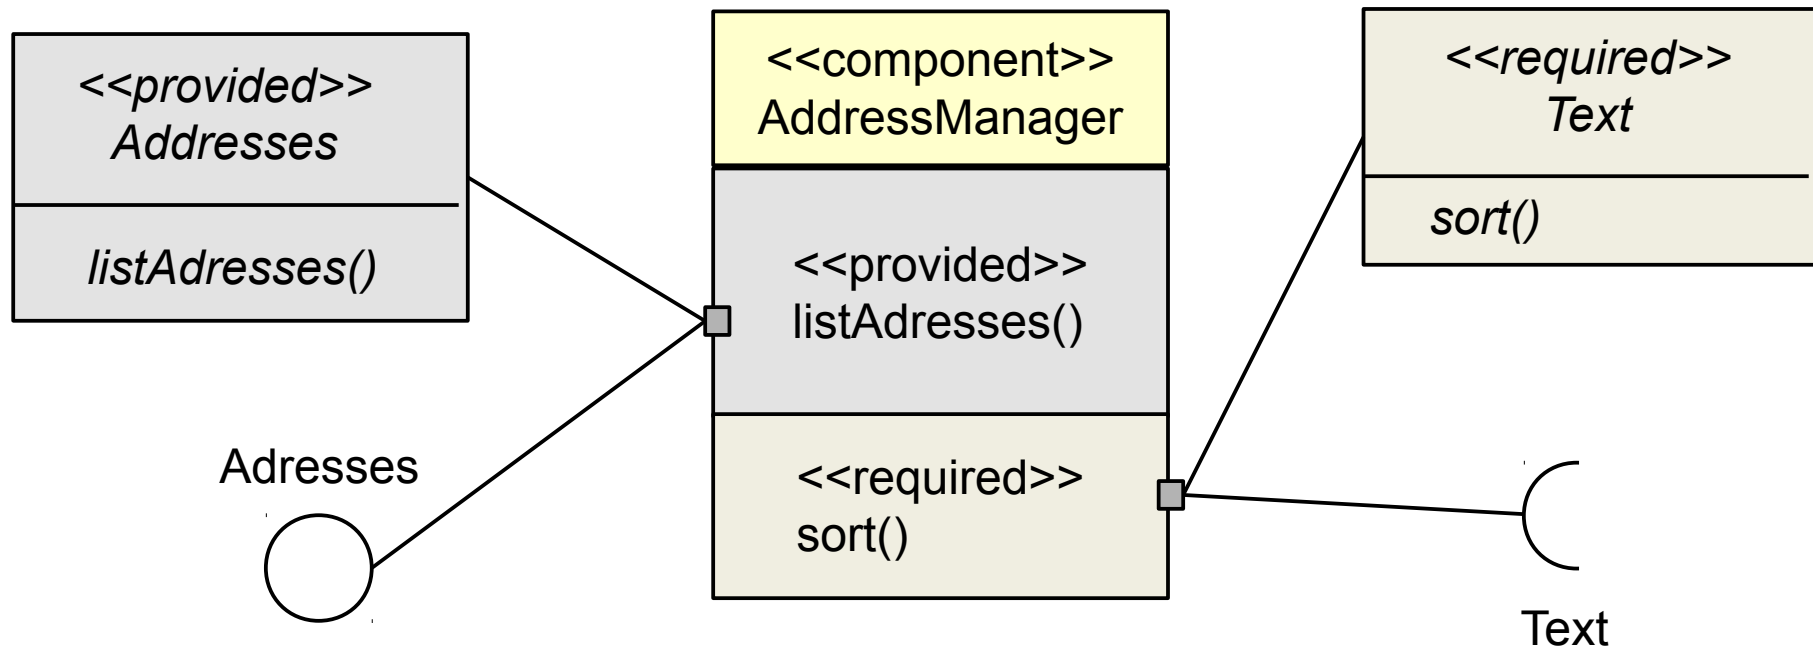 <<provided>>
Addresses
listAdresses()
Adresses
<<component>>
AddressManager
<<provided>>
listAdresses()
<<required>>
sort()
<<required>>
Text
sort()
Text